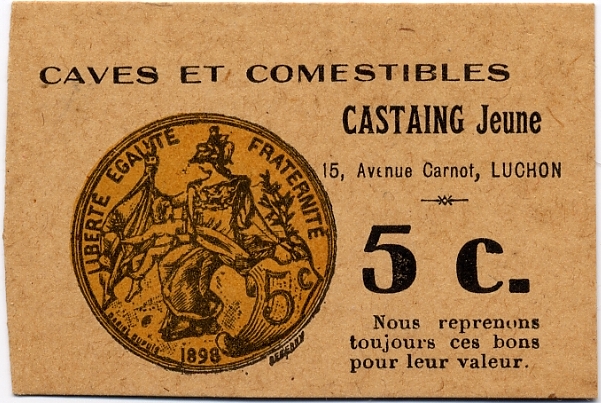 CAVES ET COMESTIBLES
CASTAING Jeune
15, Avenue Carnot, LUCHON
LIBERTÉ EGALITÉ FRATERNITÉ
5 c
1898
5 c.
Nous reprenons
toujours ces bons
pour leur valeur.